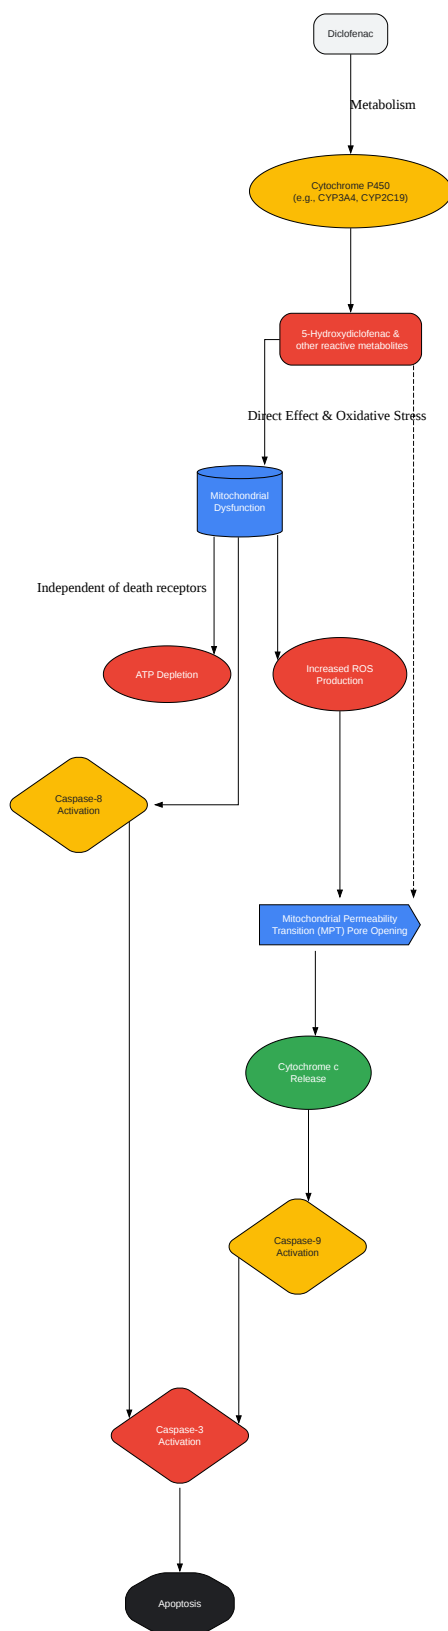 Diclofenac
Metabolism
Cytochrome P450
(e.g., CYP3A4, CYP2C19)
5-Hydroxydiclofenac &
other reactive metabolites
Direct Effect & Oxidative Stress
Mitochondrial
Dysfunction
Independent of death receptors
ATP Depletion
Increased ROS
Production
Caspase-8
Activation
Mitochondrial Permeability
Transition (MPT) Pore Opening
Cytochrome c
Release
Caspase-9
Activation
Caspase-3
Activation
Apoptosis